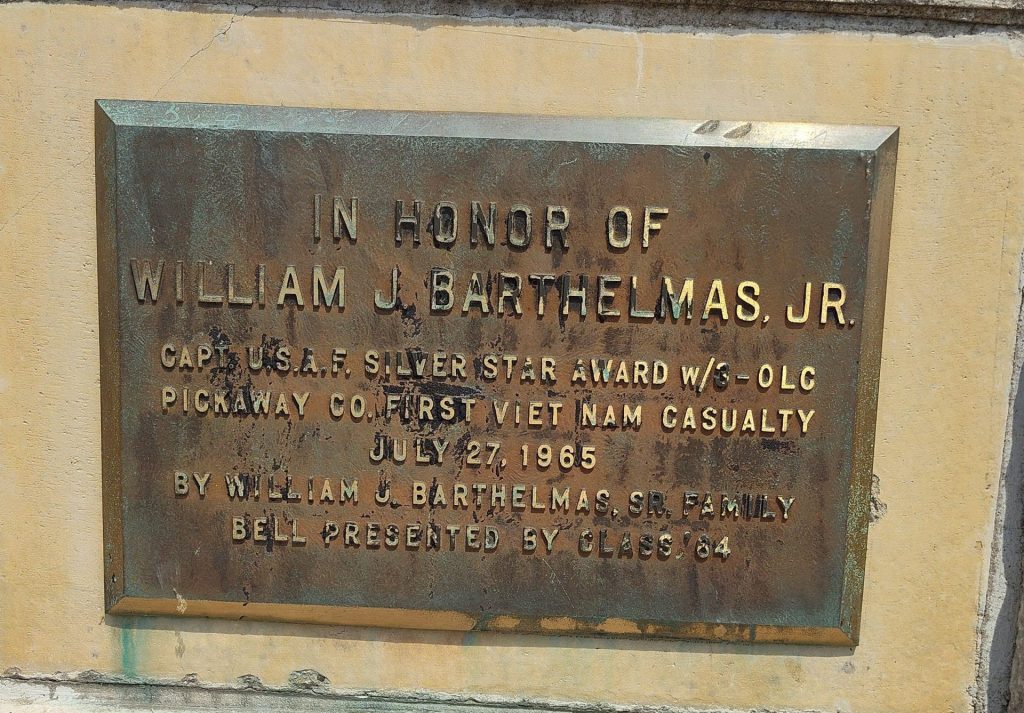 IN HONOR OF
WILLIAM J. BARTHELMAS, JR.
CAPT. U.S.A.F. SILVER STAR AWARD W/3-OLC
PICKAWAY CO. FIRST VIET NAM CASUALTY
JULY 27, 1965
BY WILLIAM J. BARTHELMAS, SR. FAMILY
BELL PRESENTED BY CLASS '84